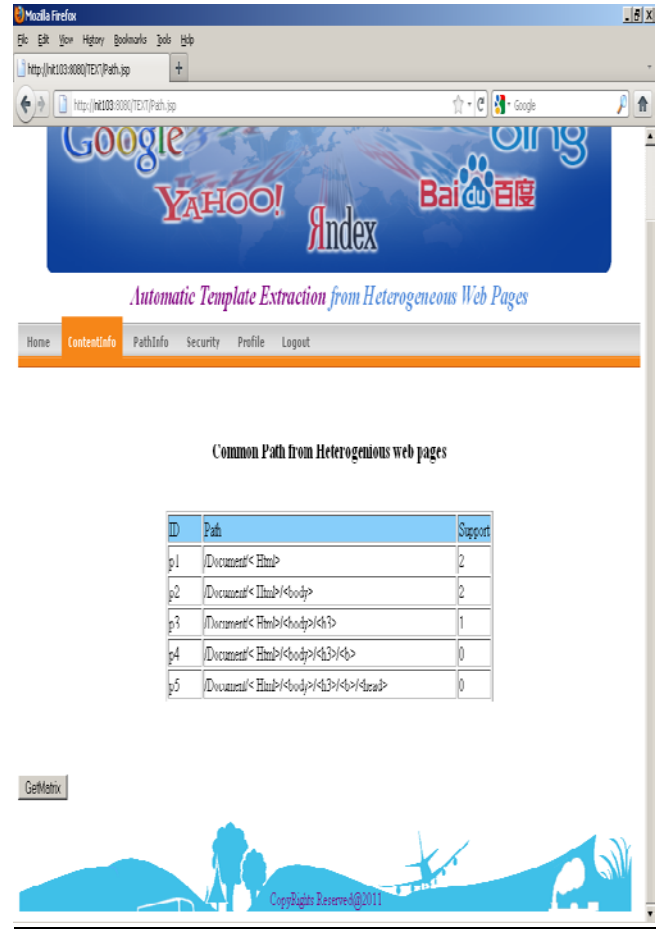 Mozilla Firefox
File Edit View History Bookmarks Tools Help
http://nit103:8080/TEXT/Path.jsp +
http://nit103:8080/TEXT/Path.jsp Google
Google bing
YAHOO! Baidu百度
Яndex
Automatic Template Extraction from Heterogeneous Web Pages
Home ContentInfo PathInfo Security Profile Logout
Common Path from Heterogenious web pages
ID Path Support
p1 /Document/< Html> 2
p2 /Document/< Html>/<body> 2
p3 /Document/< Html>/<body>/<h3> 1
p4 /Document/< Html>/<body>/<h3>/<b> 0
p5 /Document/< Html>/<body>/<h3>/<b>/<head> 0
GetMatrix
CopyRights Reserved@2011